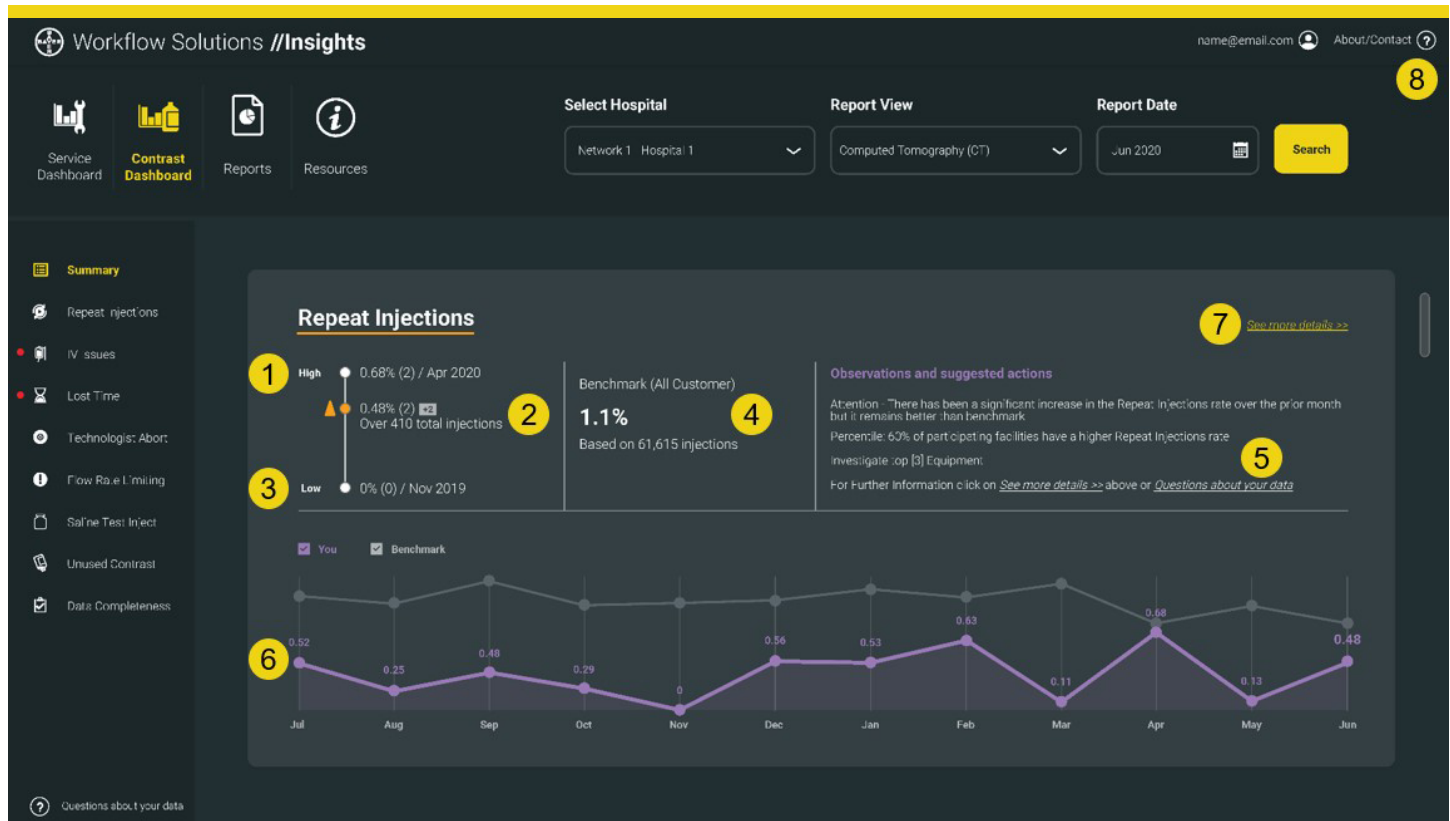 Workflow Solutions //Insights
name@email.com
About/Contact ?
8
Service
Dashboard
Contrast
Dashboard
Reports
Resources
Select Hospital
Network 1 Hospital 1
Report View
Computed Tomography (CT)
Report Date
Jun 2020
Search
Summary
Repeat Injections
IV Issues
Lost Time
Technologist Abort
Flow Rate Limiting
Saline Test Inject
Unused Contrast
Data Completeness
? Questions about your data
Repeat Injections
7
See more details >>
1
High
0.68% (2) / Apr 2020
0.48% (2) +2
Over 410 total injections
2
3
Low
0% (0) / Nov 2019
Benchmark (All Customer)
1.1%
Based on 61,615 injections
4
Observations and suggested actions
Attention - There has been a significant increase in the Repeat Injections rate over the prior month
but it remains better than benchmark
Percentile: 60% of participating facilities have a higher Repeat Injections rate
Investigate top [3] Equipment
5
For Further Information click on See more details >> above or Questions about your data
You
Benchmark
6
0.52
0.25
0.48
0.29
0
0.56
0.53
0.63
0.11
0.68
0.13
0.48
Jul Aug Sep Oct Nov Dec Jan Feb Mar Apr May Jun